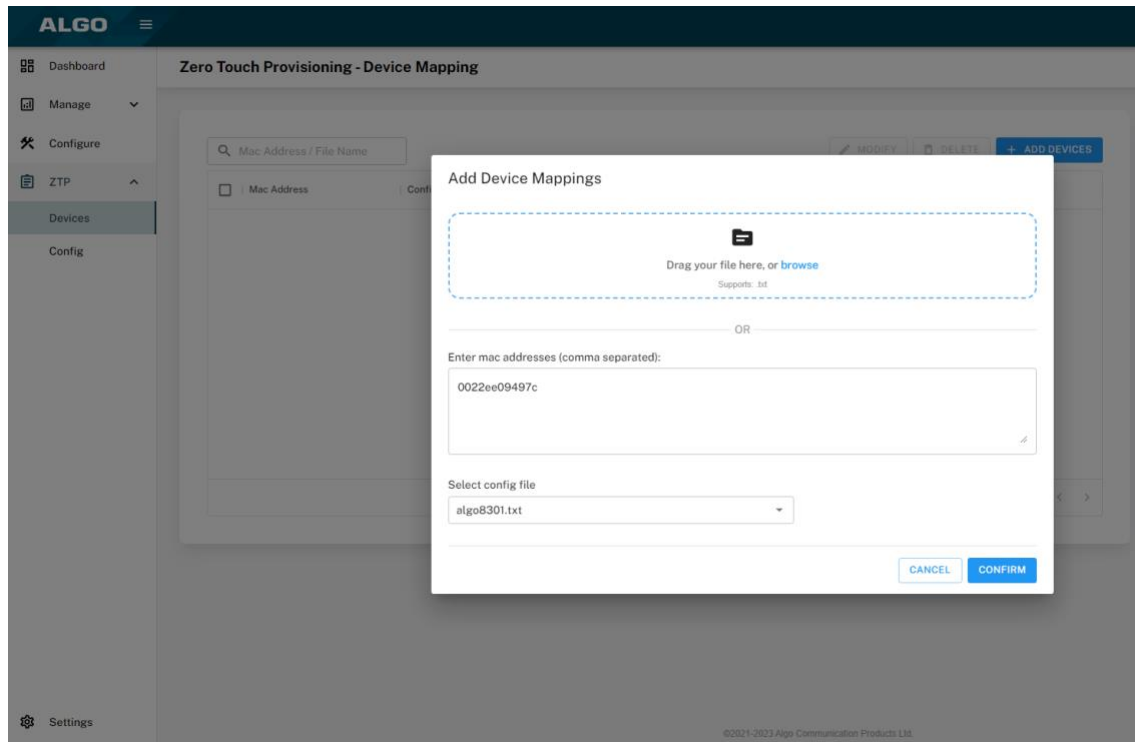 ALGO
Dashboard
Manage
Configure
ZTP
Devices
Config
Settings
Zero Touch Provisioning - Device Mapping
Mac Address / File Name
MODIFY
DELETE
+ ADD DEVICES
Mac Address
Confi
Add Device Mappings
Drag your file here, or browse
Supports: .txt
OR
Enter mac addresses (comma separated):
0022ee09497c
Select config file
algo8301.txt
CANCEL
CONFIRM
©2021-2023 Algo Communication Products Ltd.